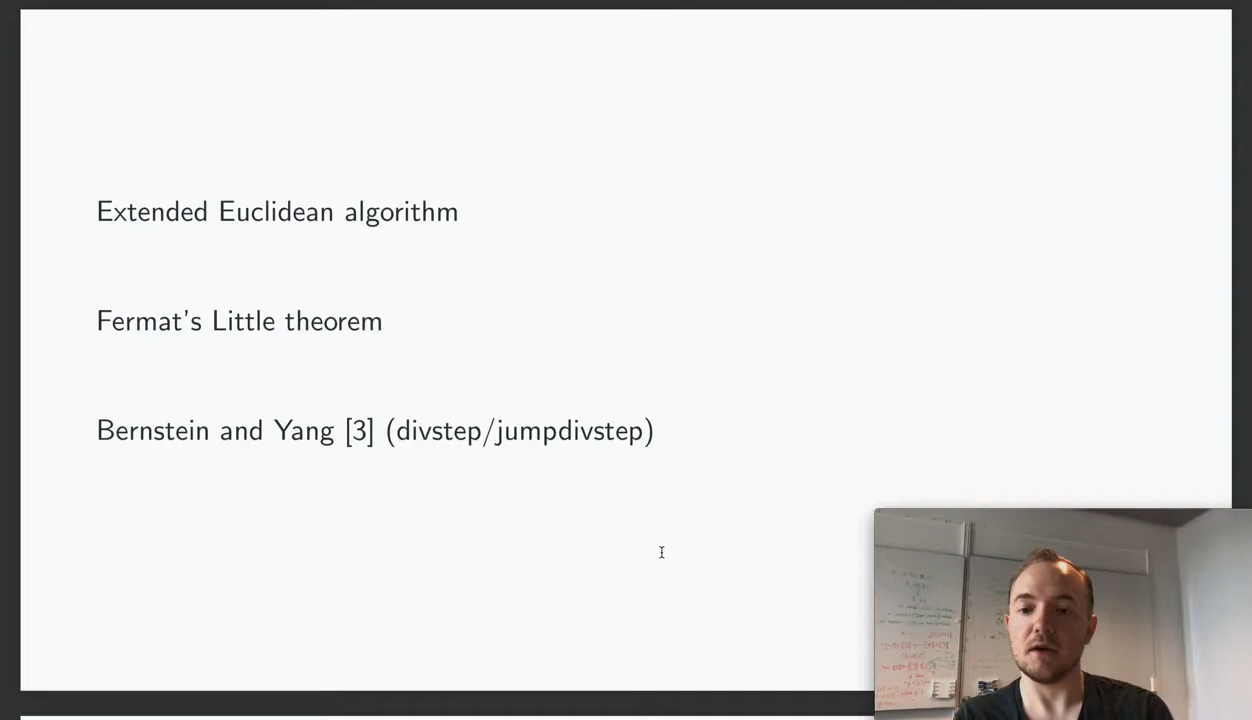 Extended Euclidean algorithm
Fermat's Little theorem
Bernstein and Yang [3] (divstep/jumpdivstep)